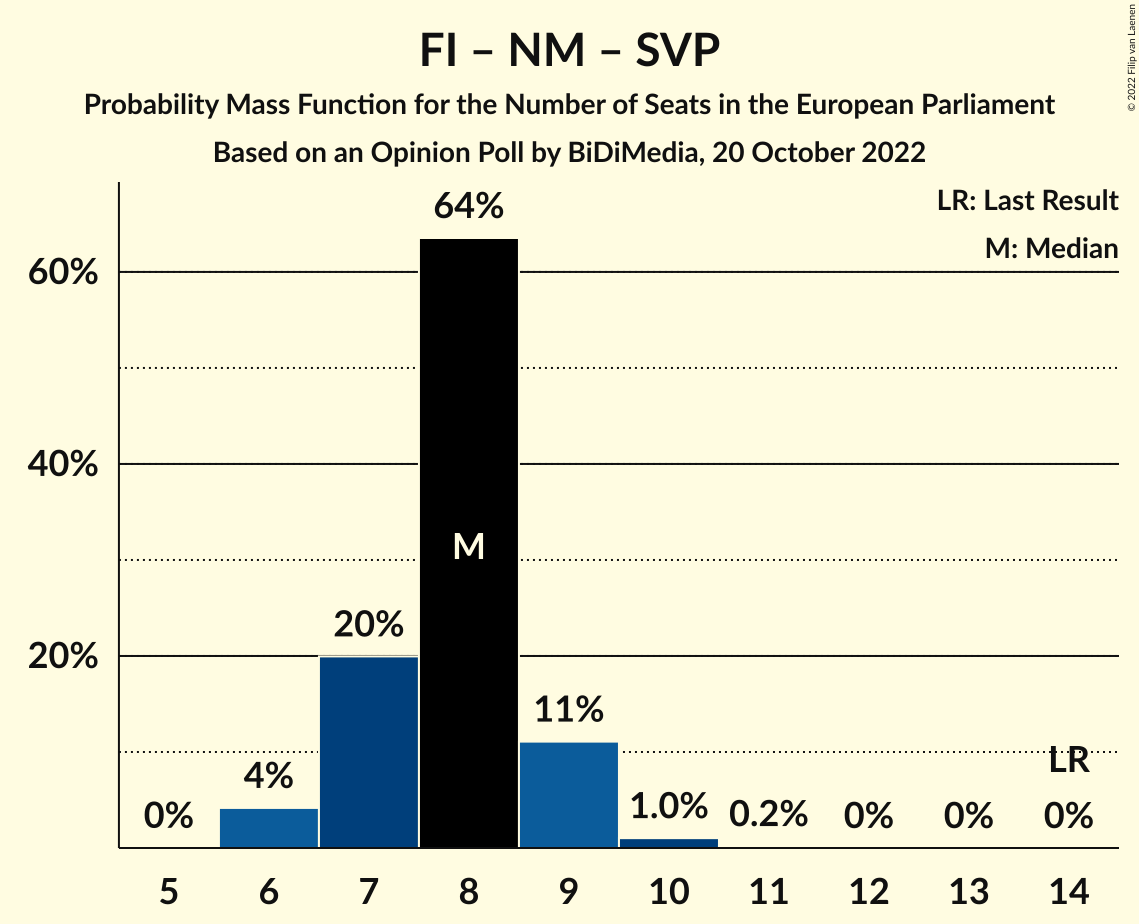 FI – NM – SVP
Probability Mass Function for the Number of Seats in the European Parliament
Based on an Opinion Poll by BiDiMedia, 20 October 2022
© 2022 Filip van Laenen
LR: Last Result
M: Median
60%
40%
20%
0%
4%
20%
64%
M
11%
1.0%
0.2%
0%
0%
LR
0%
5 6 7 8 9 10 11 12 13 14